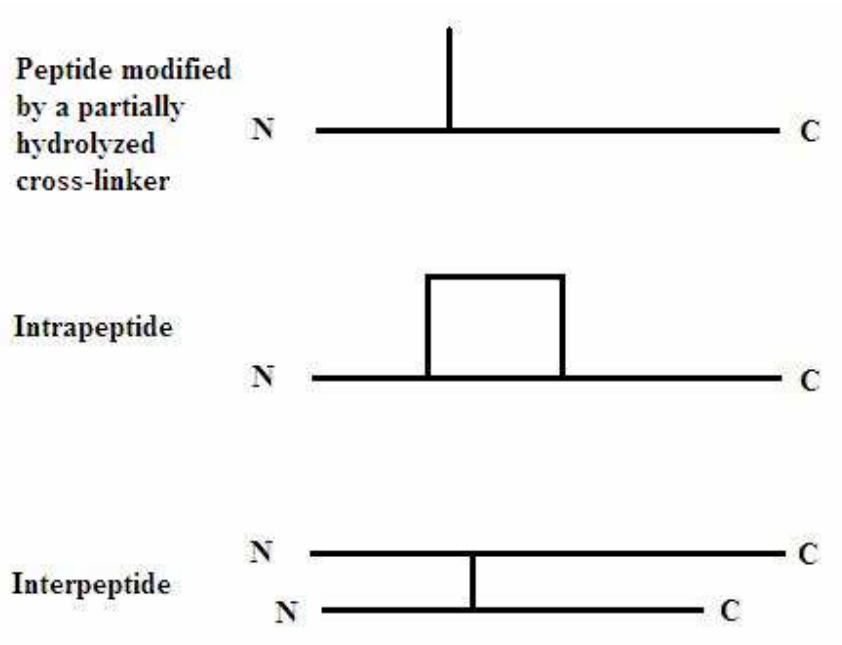 Peptide modified
by a partially
hydrolyzed
cross-linker
N C
Intrapeptide
N C
N C
Interpeptide
N C